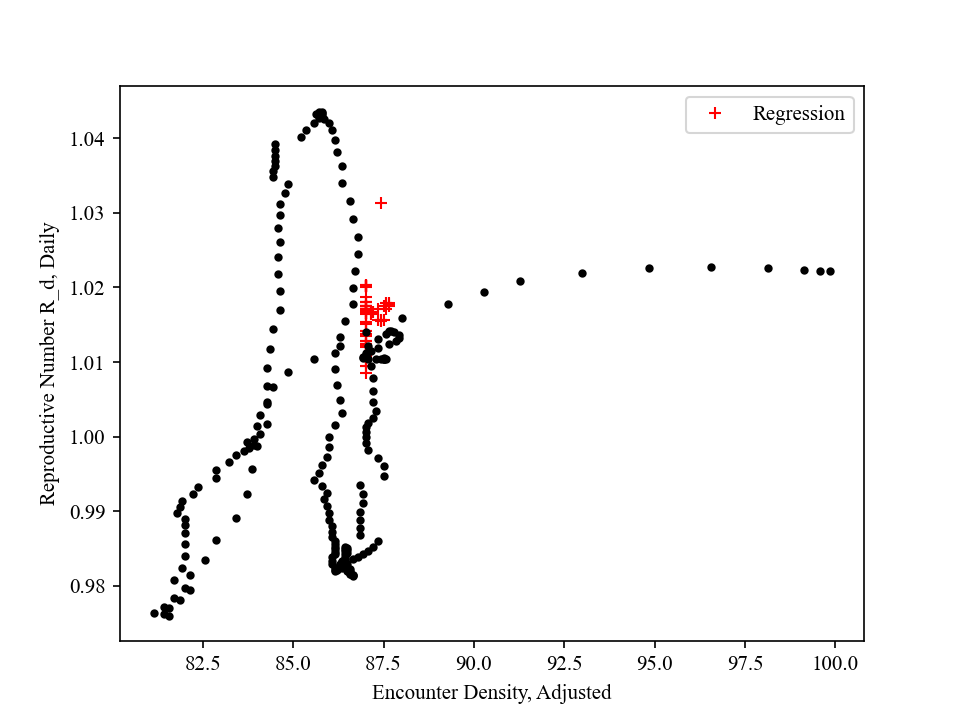 Regression
1.04
1.03
1.02
1.01
1.00
0.99
0.98
Reproductive Number R_d, Daily
82.5 85.0 87.5 90.0 92.5 95.0 97.5 100.0
Encounter Density, Adjusted